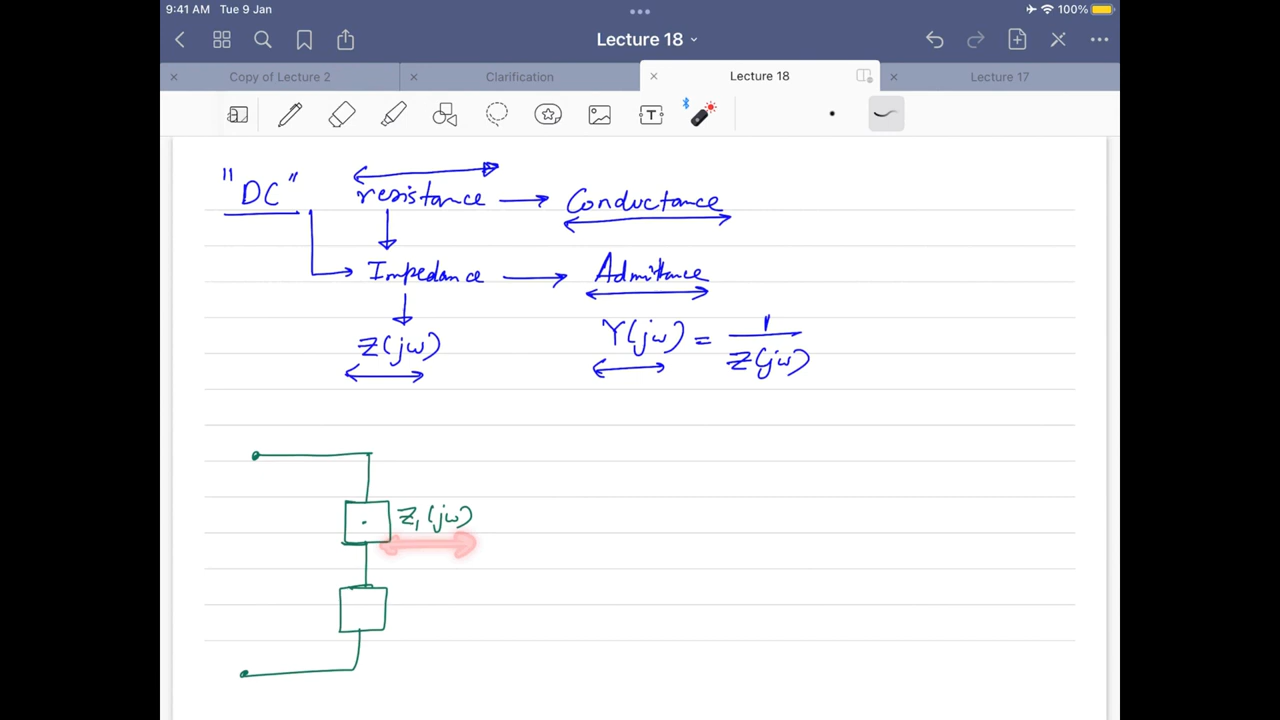 9:41 AM Tue 9 Jan
100%
Lecture 18
Copy of Lecture 2
Clarification
Lecture 18
Lecture 17
T
"DC" resistance → Conductance
Impedance → Admittance
Z(jω) Y(jω) = 1/Z(jω)
Z₁(jω)